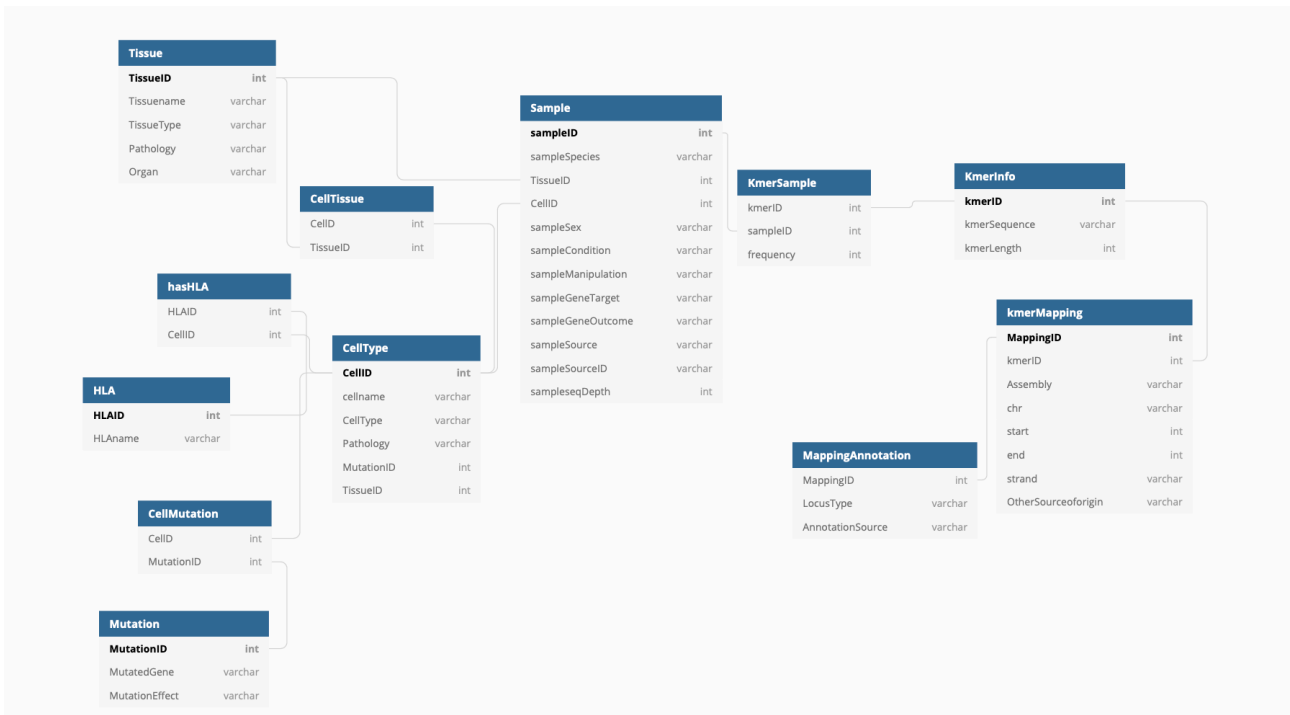 Tissue
TissueID int
Tissuename varchar
TissueType varchar
Pathology varchar
Organ varchar
CellTissue
CellID int
TissueID int
hasHLA
HLAID int
CellID int
HLA
HLAID int
HLAname varchar
CellType
CellID int
cellname varchar
CellType varchar
Pathology varchar
MutationID int
TissueID int
CellMutation
CellID int
MutationID int
Mutation
MutationID int
MutatedGene varchar
MutationEffect varchar
Sample
sampleID int
sampleSpecies varchar
TissueID int
CellID int
sampleSex varchar
sampleCondition varchar
sampleManipulation varchar
sampleGeneTarget varchar
sampleGeneOutcome varchar
sampleSource varchar
sampleSourceID varchar
sampleseqDepth int
KmerSample
kmerID int
sampleID int
frequency int
KmerInfo
kmerID int
kmerSequence varchar
kmerLength int
kmerMapping
MappingID int
kmerID int
Assembly varchar
chr varchar
start int
end int
strand varchar
OtherSourceoforigin varchar
MappingAnnotation
MappingID int
LocusType varchar
AnnotationSource varchar